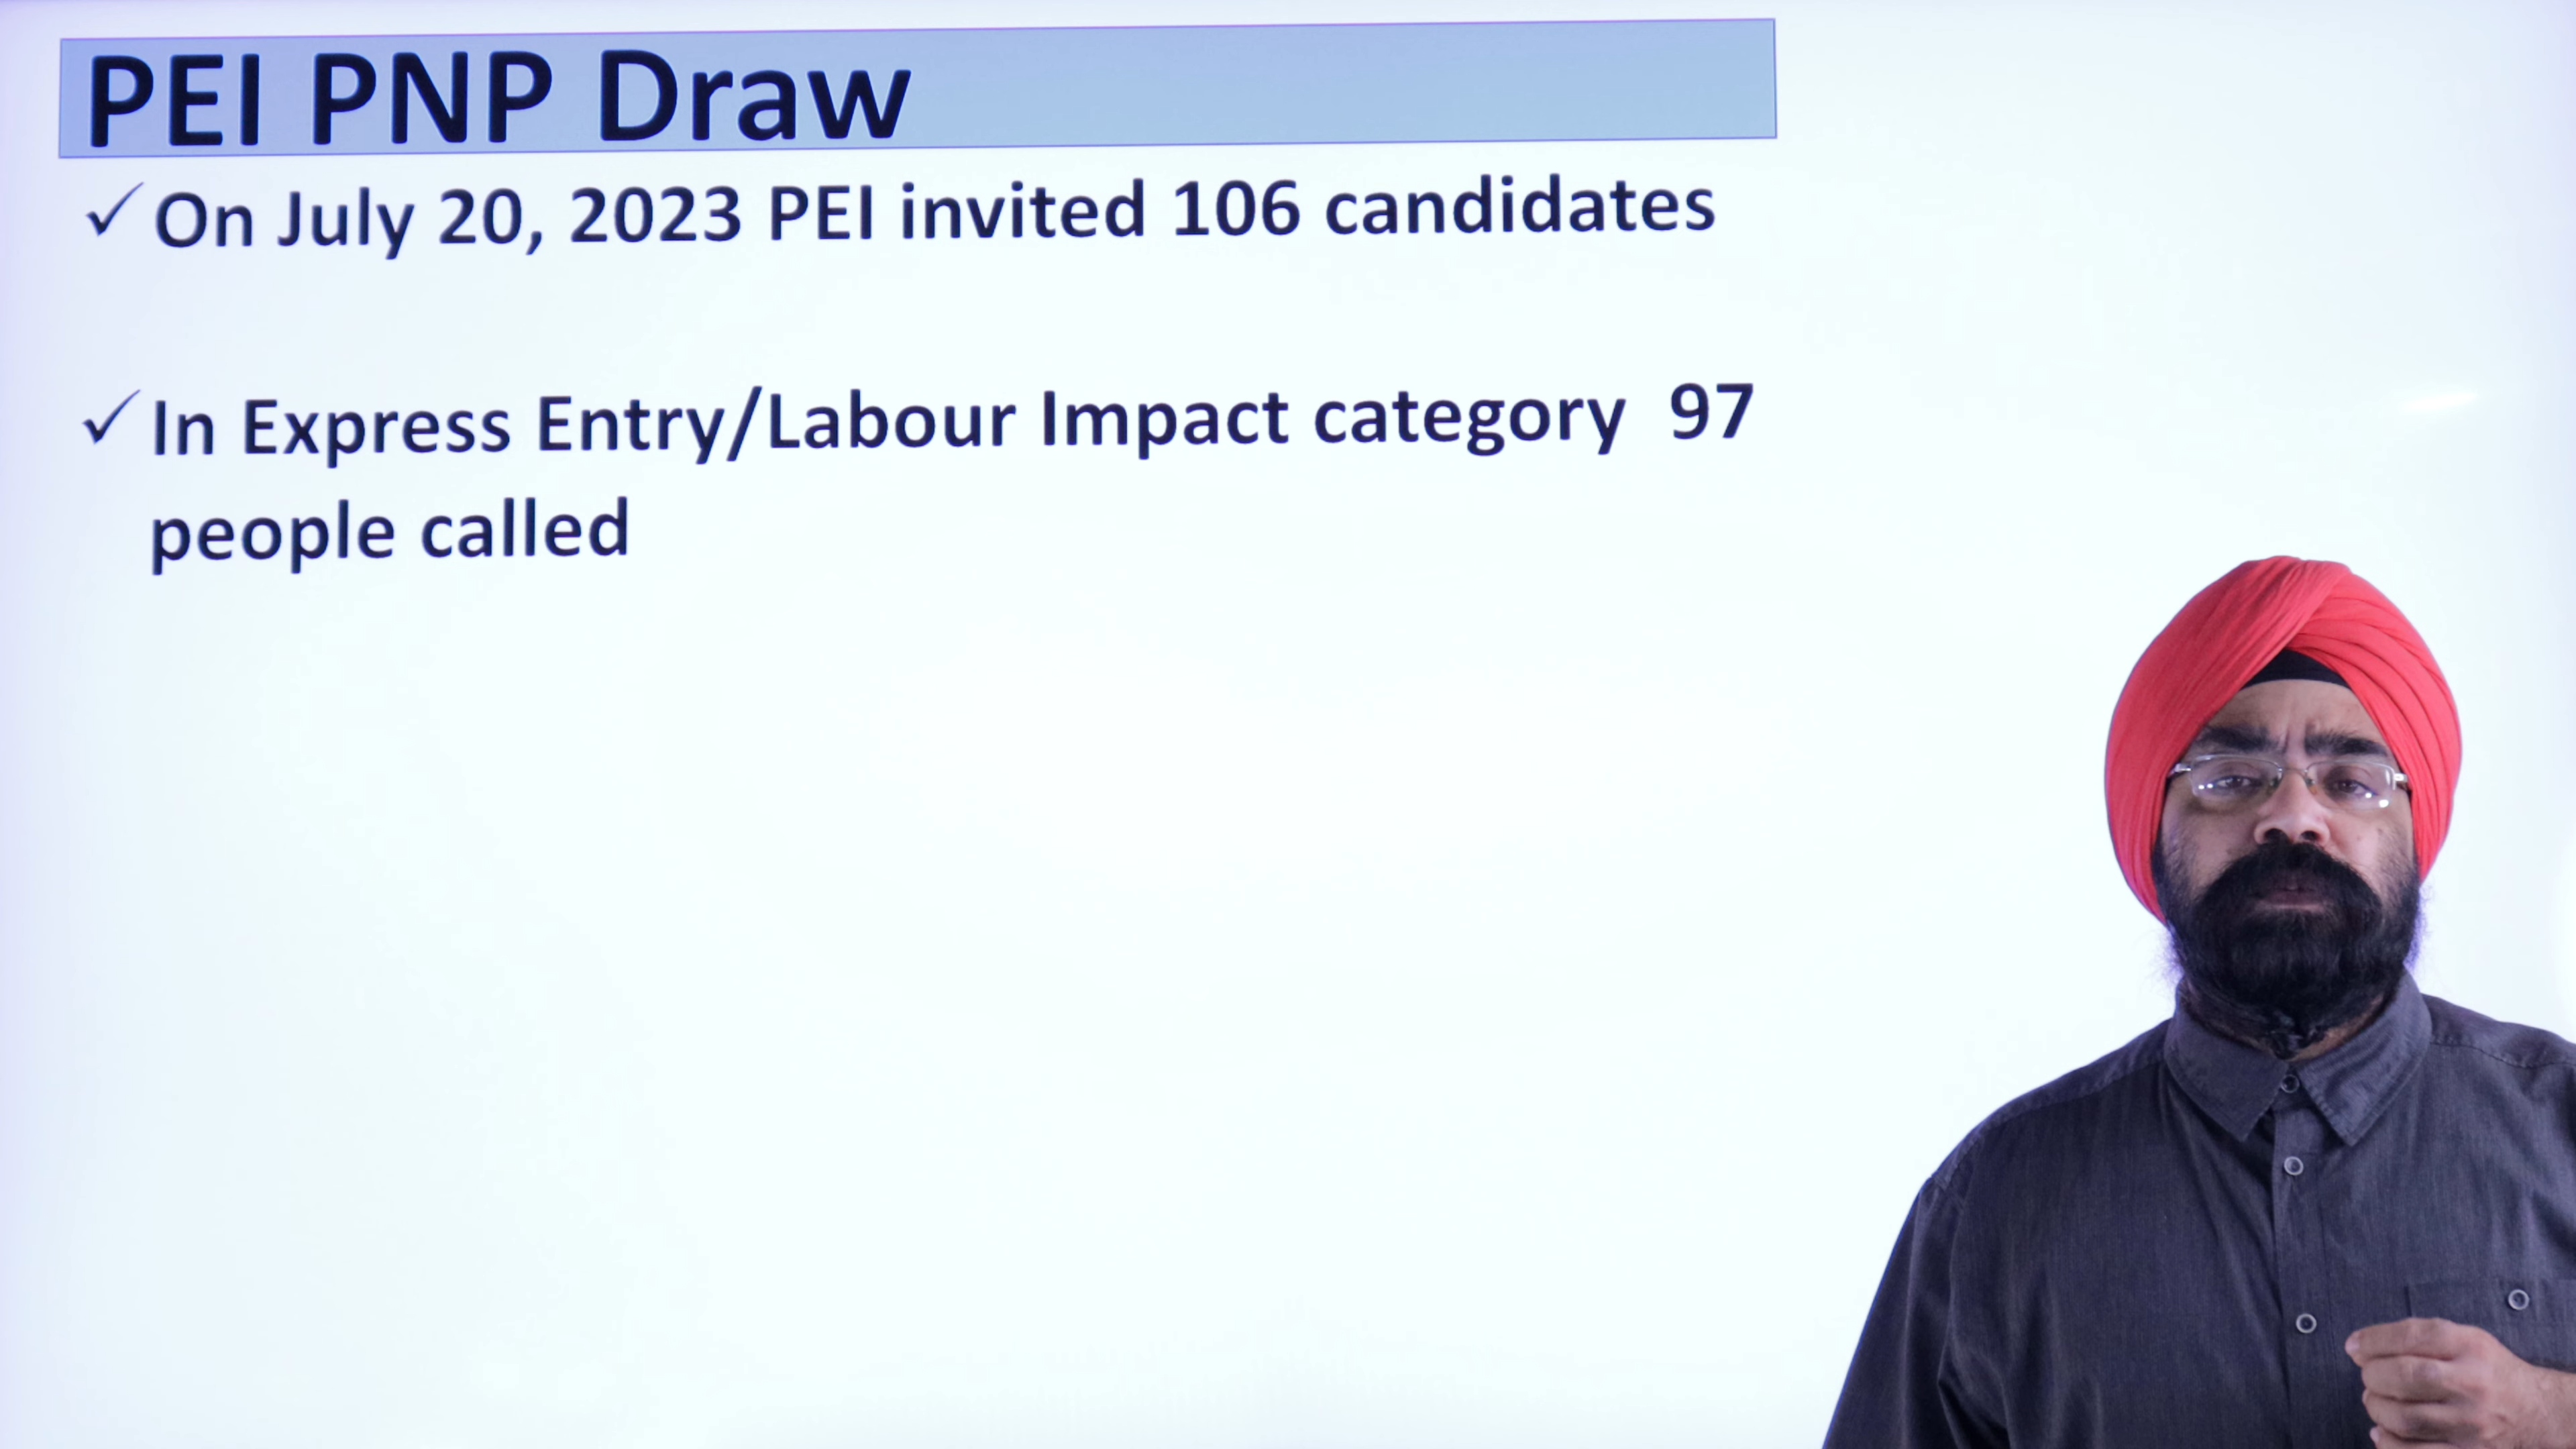 PEI PNP Draw
✓ On July 20, 2023 PEI invited 106 candidates
✓ In Express Entry/Labour Impact category 97
people called